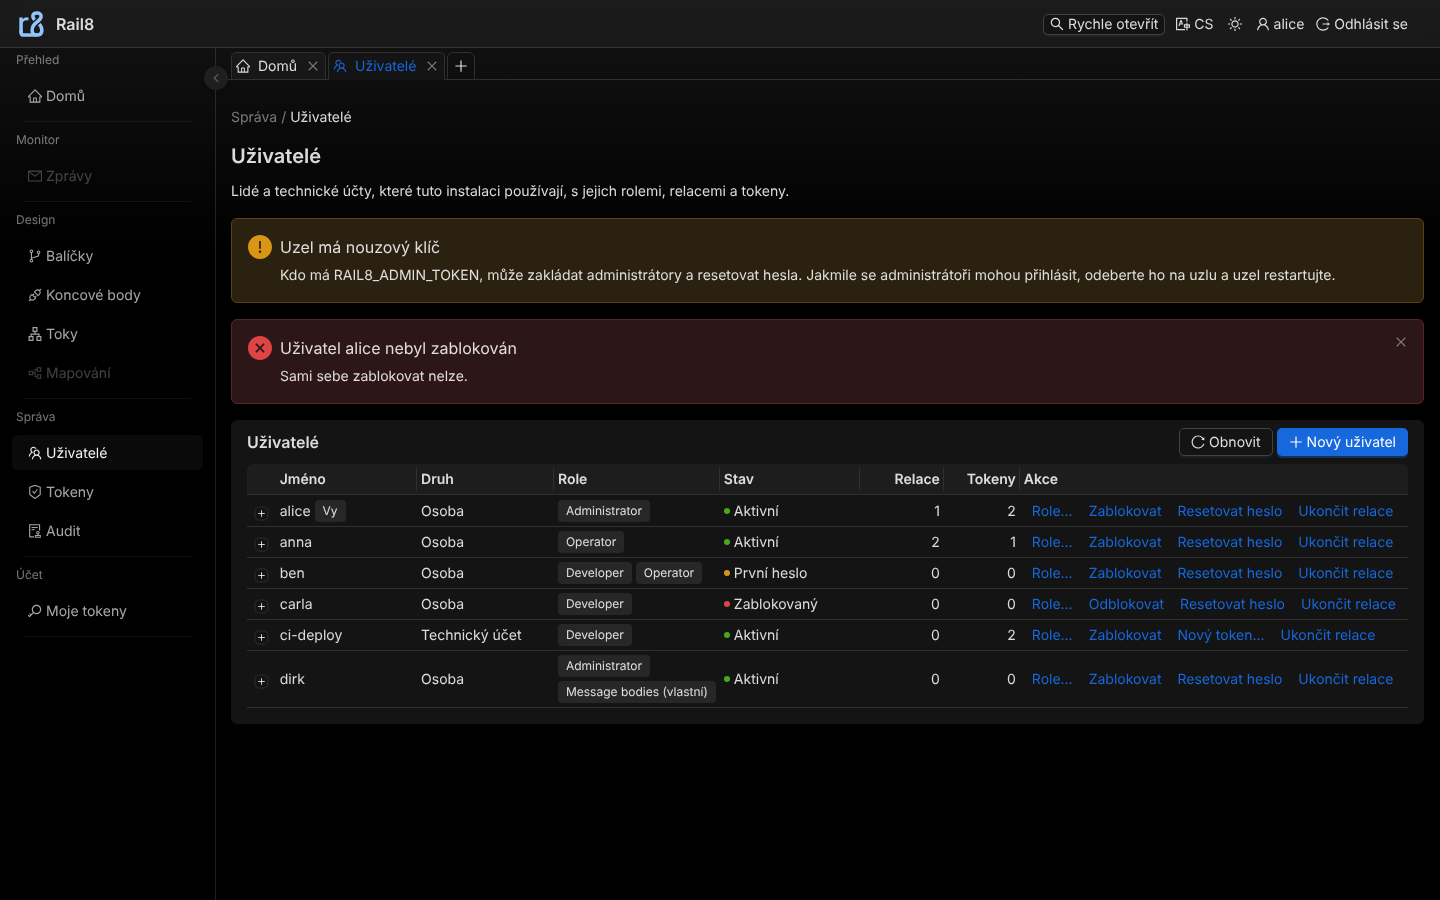 Rail8
Rychle otevřít
CS
alice
Odhlásit se
Přehled
Domů
Monitor
Zprávy
Design
Balíčky
Koncové body
Toky
Mapování
Správa
Uživatelé
Tokeny
Audit
Účet
Moje tokeny
Domů
Uživatelé
Správa / Uživatelé
Uživatelé
Lidé a technické účty, které tuto instalaci používají, s jejich rolemi, relacemi a tokeny.
Uzel má nouzový klíč
Kdo má RAIL8_ADMIN_TOKEN, může zakládat administrátory a resetovat hesla. Jakmile se administrátoři mohou přihlásit, odeberte ho na uzlu a uzel restartujte.
Uživatel alice nebyl zablokován
Sami sebe zablokovat nelze.
Uživatelé
Obnovit
Nový uživatel
Jméno Druh Role Stav Relace Tokeny Akce
alice Vy Osoba Administrator Aktivní 1 2 Role... Zablokovat Resetovat heslo Ukončit relace
anna Osoba Operator Aktivní 2 1 Role... Zablokovat Resetovat heslo Ukončit relace
ben Osoba Developer Operator První heslo 0 0 Role... Zablokovat Resetovat heslo Ukončit relace
carla Osoba Developer Zablokovaný 0 0 Role... Odblokovat Resetovat heslo Ukončit relace
ci-deploy Technický účet Developer Aktivní 0 2 Role... Zablokovat Nový token... Ukončit relace
dirk Osoba Administrator Message bodies (vlastní) Aktivní 0 0 Role... Zablokovat Resetovat heslo Ukončit relace